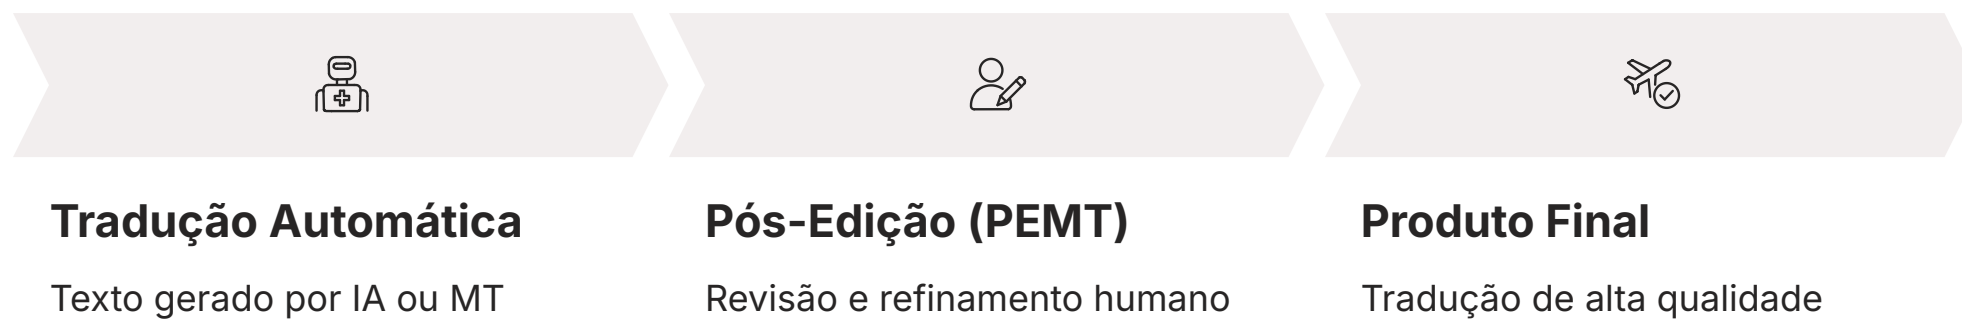 Tradução Automática
Texto gerado por IA ou MT
Pós-Edição (PEMT)
Revisão e refinamento humano
Produto Final
Tradução de alta qualidade